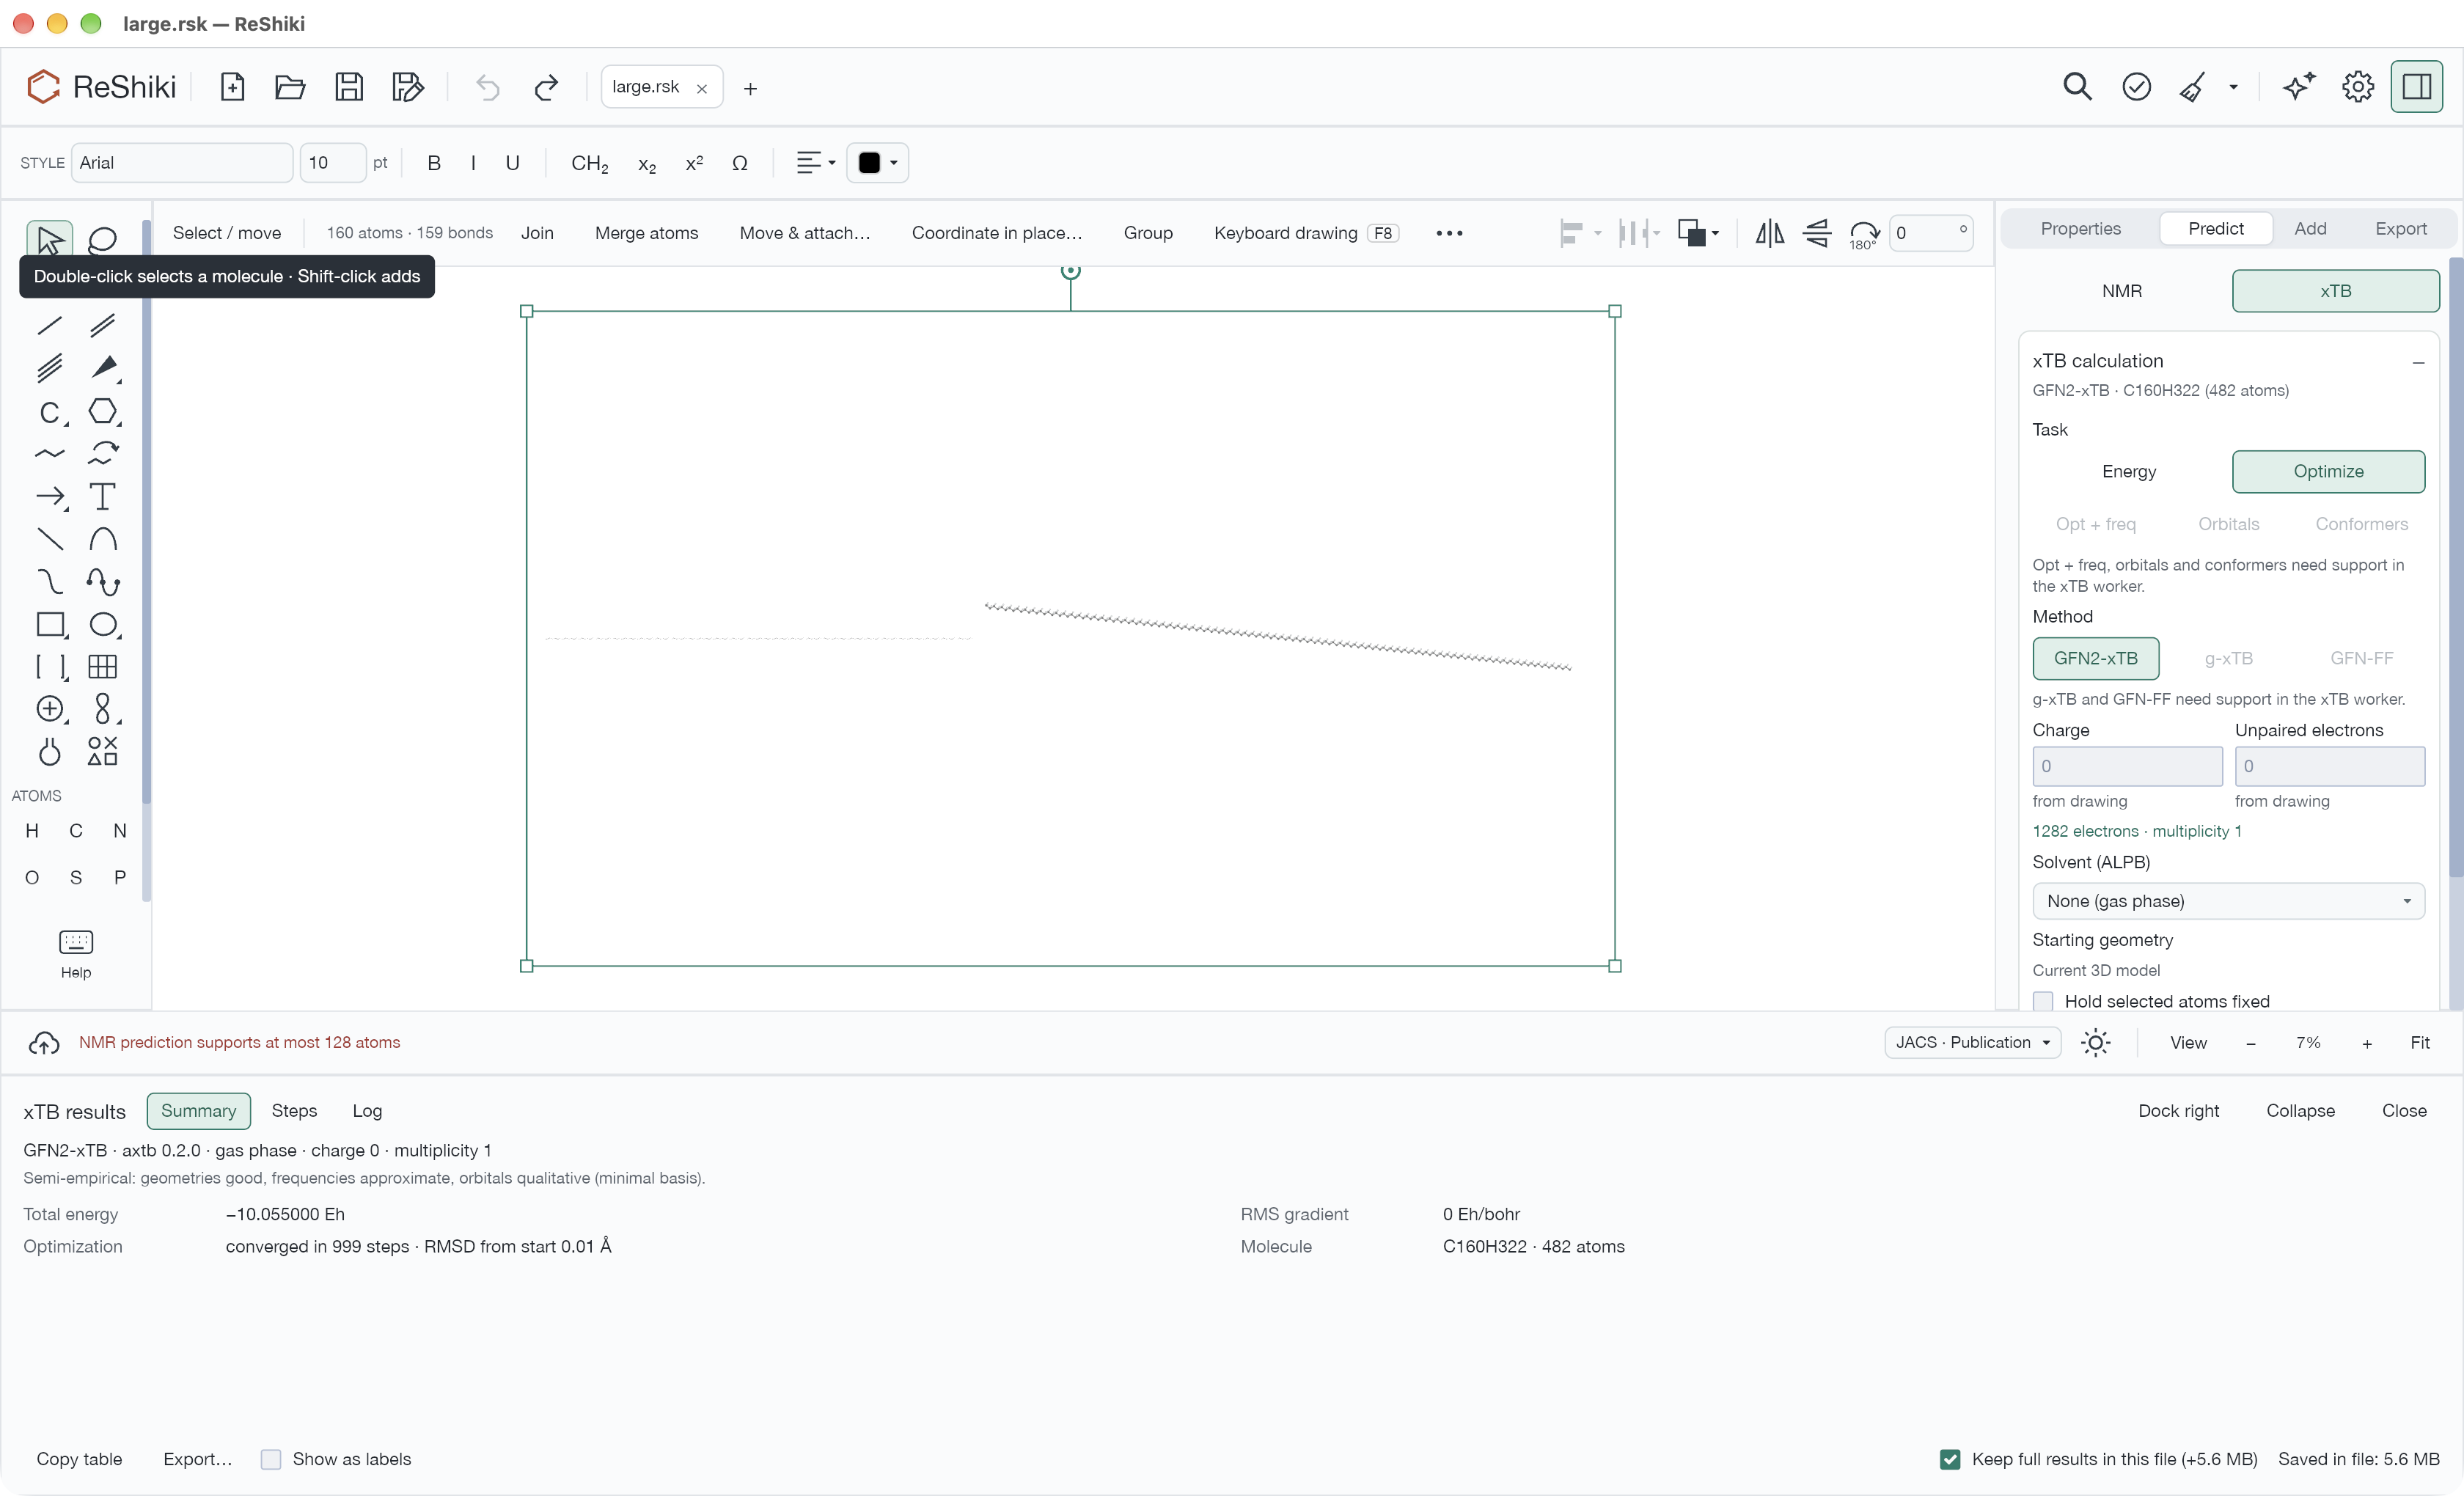 large.rsk — ReShiki
ReShiki
large.rsk ×
+
STYLE Arial 10 pt B I U CH₂ x₂ x² Ω
Select / move 160 atoms · 159 bonds Join Merge atoms Move & attach... Coordinate in place... Group Keyboard drawing F8 ••• 180° 0 °
Double-click selects a molecule · Shift-click adds
C
T
ATOMS
H C N
O S P
Help
Properties Predict Add Export
NMR xTB
xTB calculation −
GFN2-xTB · C160H322 (482 atoms)
Task
Energy Optimize
Opt + freq Orbitals Conformers
Opt + freq, orbitals and conformers need support in
the xTB worker.
Method
GFN2-xTB g-xTB GFN-FF
g-xTB and GFN-FF need support in the xTB worker.
Charge Unpaired electrons
0 0
from drawing from drawing
1282 electrons · multiplicity 1
Solvent (ALPB)
None (gas phase)
Starting geometry
Current 3D model
Hold selected atoms fixed
NMR prediction supports at most 128 atoms
JACS · Publication View − 7% + Fit
xTB results Summary Steps Log Dock right Collapse Close
GFN2-xTB · axtb 0.2.0 · gas phase · charge 0 · multiplicity 1
Semi-empirical: geometries good, frequencies approximate, orbitals qualitative (minimal basis).
Total energy −10.055000 Eh RMS gradient 0 Eh/bohr
Optimization converged in 999 steps · RMSD from start 0.01 Å Molecule C160H322 · 482 atoms
Copy table Export... Show as labels Keep full results in this file (+5.6 MB) Saved in file: 5.6 MB